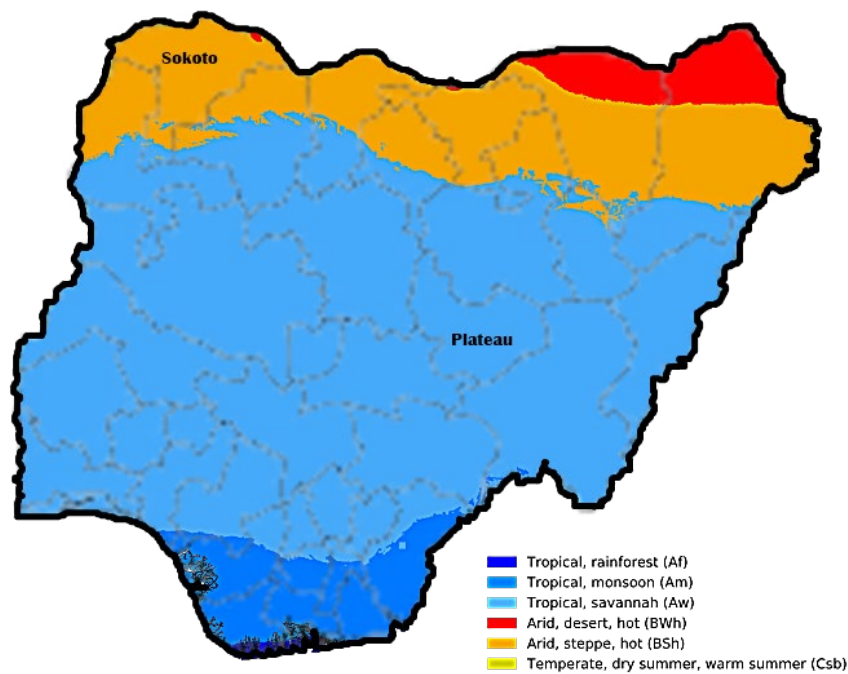 Sokoto
Plateau
Tropical, rainforest (Af)
Tropical, monsoon (Am)
Tropical, savannah (Aw)
Arid, desert, hot (BWh)
Arid, steppe, hot (BSh)
Temperate, dry summer, warm summer (Csb)